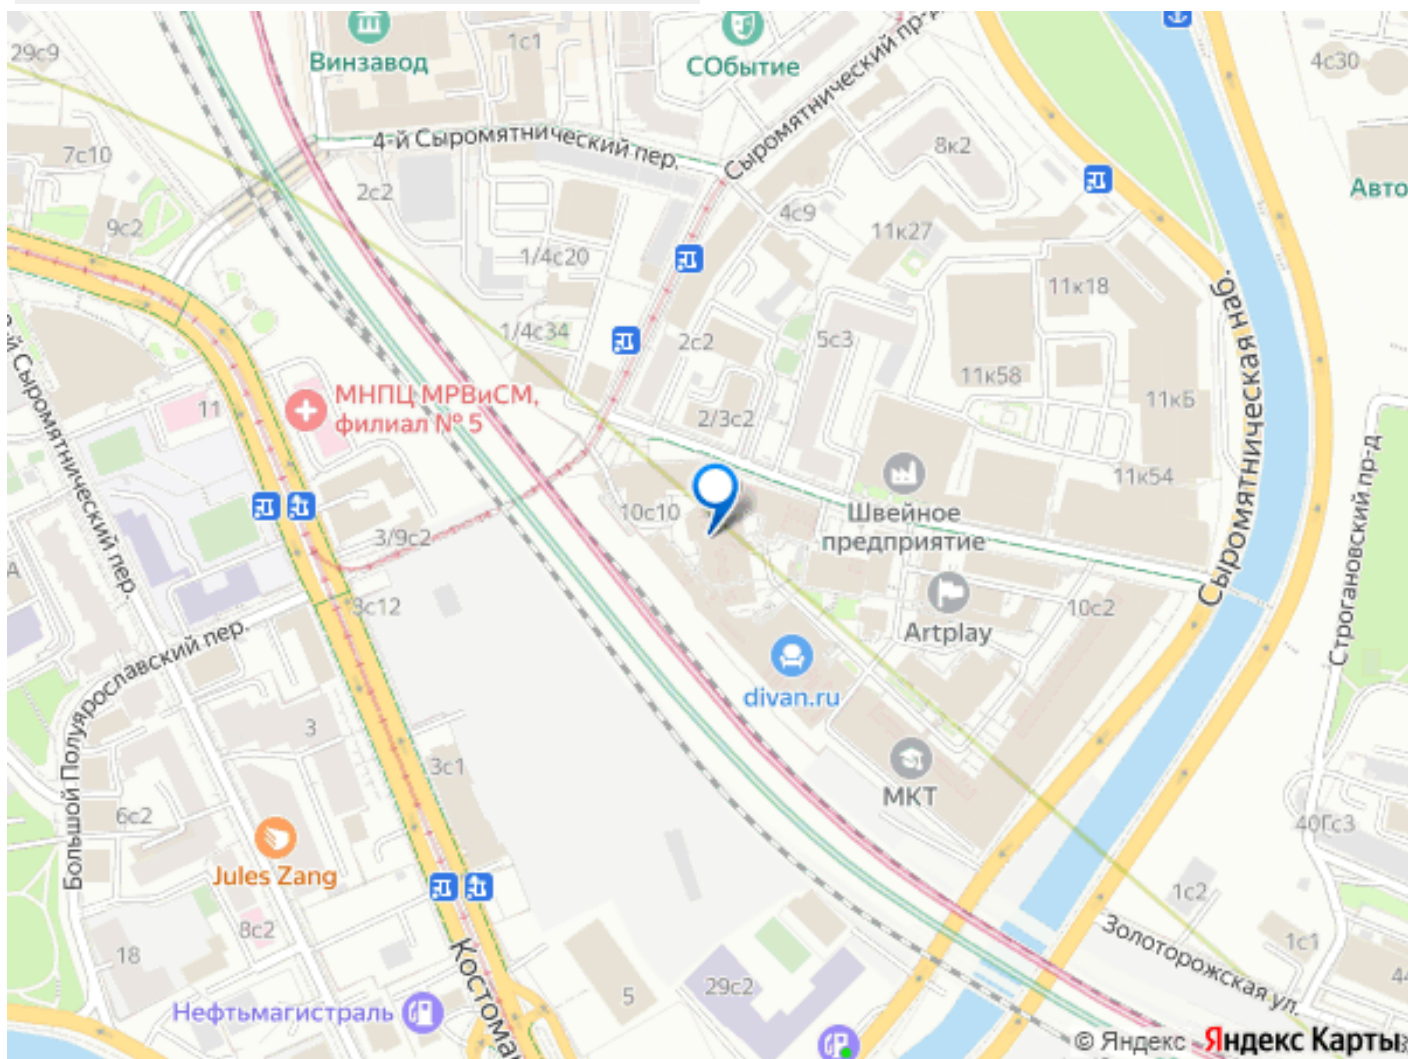 29с9
Винзавод
1с1
СОбытие
4с30
Сыромятнический пр-д
4-й Сыромятнический пер.
7с10
2с2
8к2
Авто
9с2
4с9
11к27
1/4с20
11к18
Сыромятническая наб.
1/4с34
2с2
5с3
11к58
11к6
МНПЦ МРВиСМ,
филиал № 5
11
2/3с2
11к54
й Сыромятнический пер.
10с10
Швейное
предприятие
3/9с2
Строгановский пр-д
3с12
10с2
Artplay
Большой Полуярославский пер.
divan.ru
3
3с1
МКТ
6с2
40Гс3
Jules Zang
1с2
8с2
18
Костомар
Золоторожская ул.
1с1
29с2
5
44
Нефтьмагистраль
© Яндекс Яндекс Карты